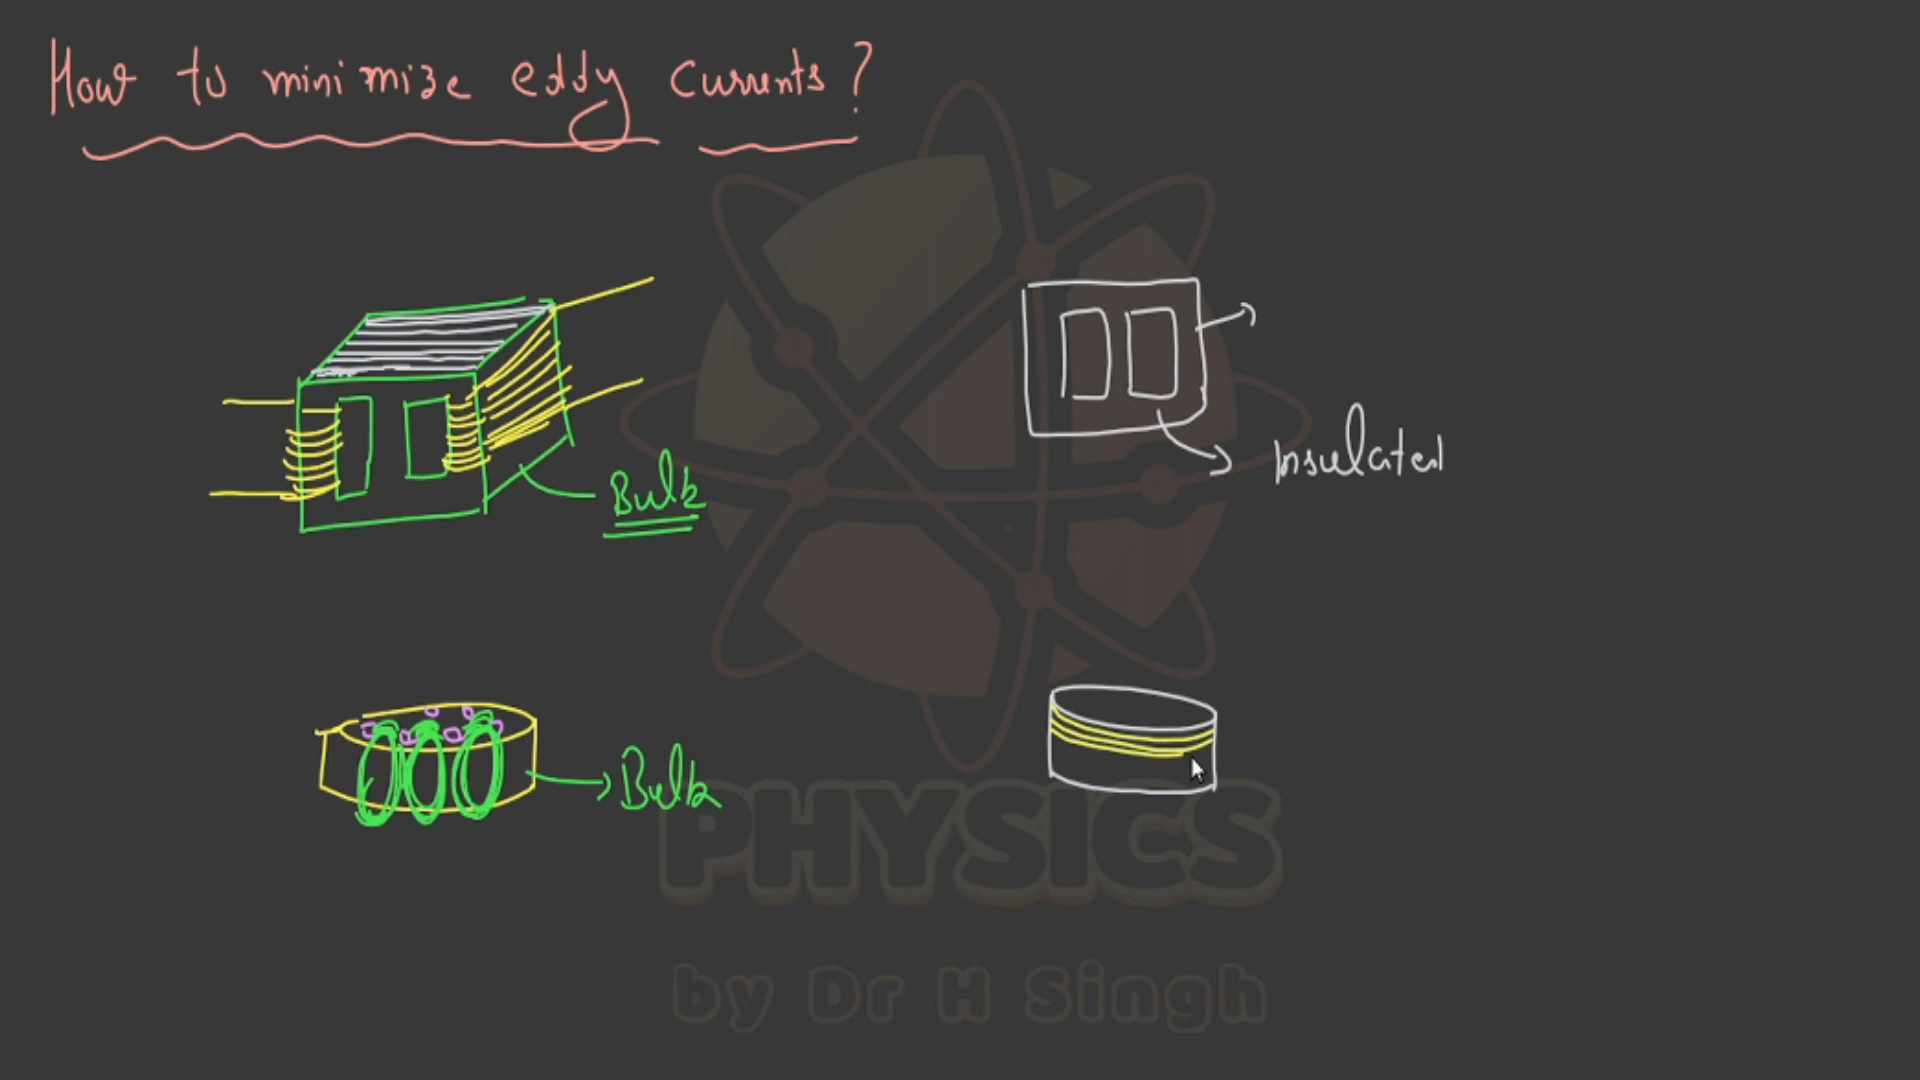 How to minimize eddy currents?
Bulk
Insulated
Bulk
PHYSICS
by Dr H Singh